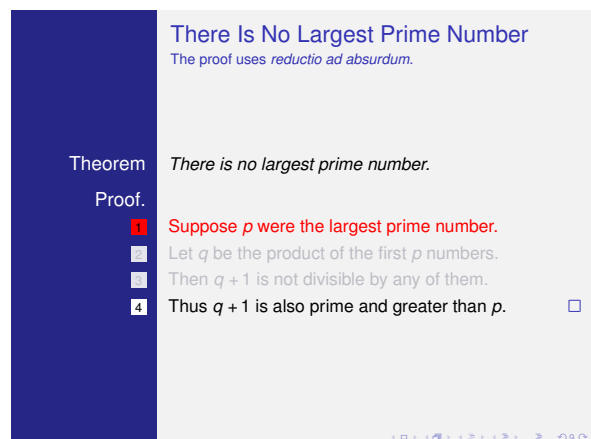 There Is No Largest Prime Number
The proof uses reductio ad absurdum.
Theorem There is no largest prime number.
Proof.
1 Suppose p were the largest prime number.
2 Let q be the product of the first p numbers.
3 Then q + 1 is not divisible by any of them.
4 Thus q + 1 is also prime and greater than p. □